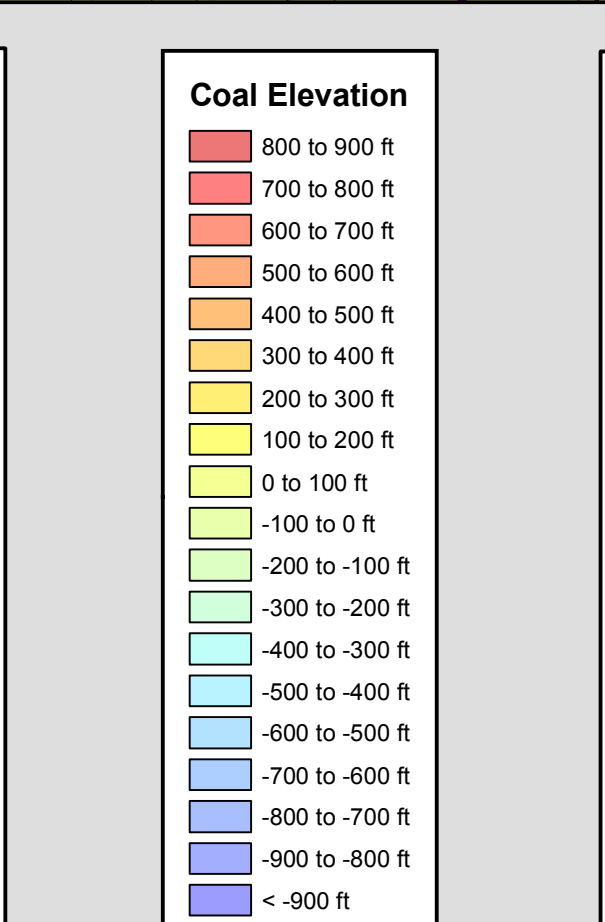 Coal Elevation
800 to 900 ft
700 to 800 ft
600 to 700 ft
500 to 600 ft
400 to 500 ft
300 to 400 ft
200 to 300 ft
100 to 200 ft
0 to 100 ft
-100 to 0 ft
-200 to -100 ft
-300 to -200 ft
-400 to -300 ft
-500 to -400 ft
-600 to -500 ft
-700 to -600 ft
-800 to -700 ft
-900 to -800 ft
< -900 ft